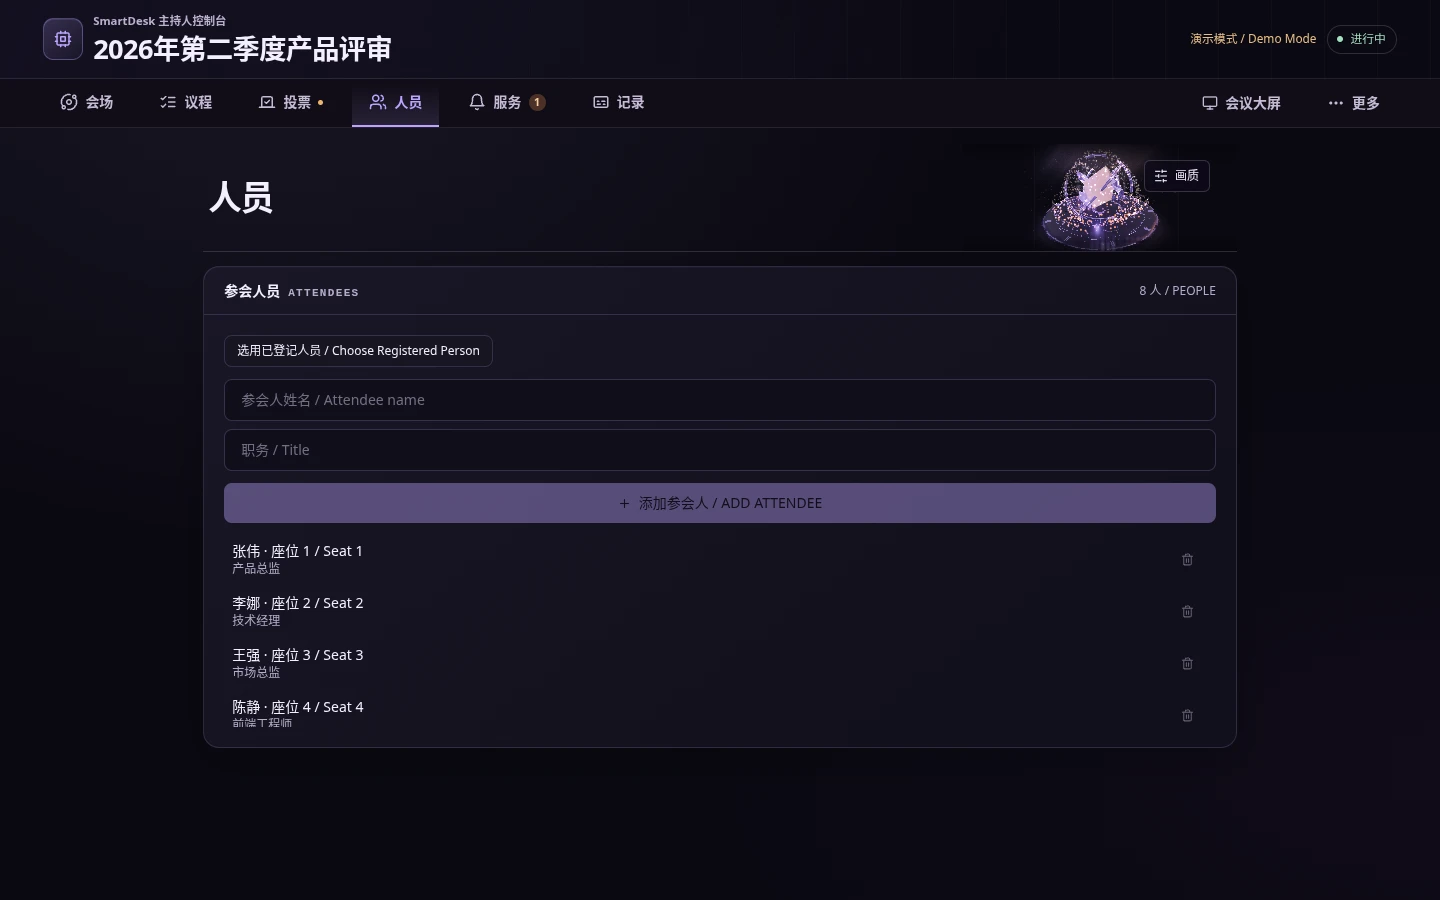 SmartDesk 主持人控制台
2026年第二季度产品评审
演示模式 / Demo Mode
进行中
会场
议程
投票
人员
服务 1
记录
会议大屏
更多
人员
画质
参会人员 ATTENDEES
8 人 / PEOPLE
选用已登记人员 / Choose Registered Person
参会人姓名 / Attendee name
职务 / Title
+ 添加参会人 / ADD ATTENDEE
张伟 · 座位 1 / Seat 1
产品总监
李娜 · 座位 2 / Seat 2
技术经理
王强 · 座位 3 / Seat 3
市场总监
陈静 · 座位 4 / Seat 4
前端工程师